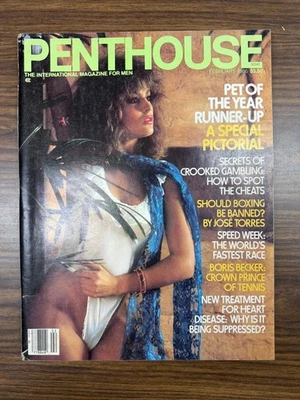 PENTHOUSE
THE INTERNATIONAL MAGAZINE FOR MEN
PET OF
THE YEAR
RUNNER-UP
A SPECIAL
PICTORIAL
SECRETS OF
CROOKED GAMBLING:
HOW TO SPOT
THE CHEATS
SHOULD BOXING
BE BANNED?
BY JOSE TORRES
SPEED WEEK:
THE WORLD'S
FASTEST RACE
BORIS BECKER:
CROWN PRINCE
OF TENNIS
NEW TREATMENT
FOR HEART
DISEASE: WHY IS IT
BEING SUPPRESSED?